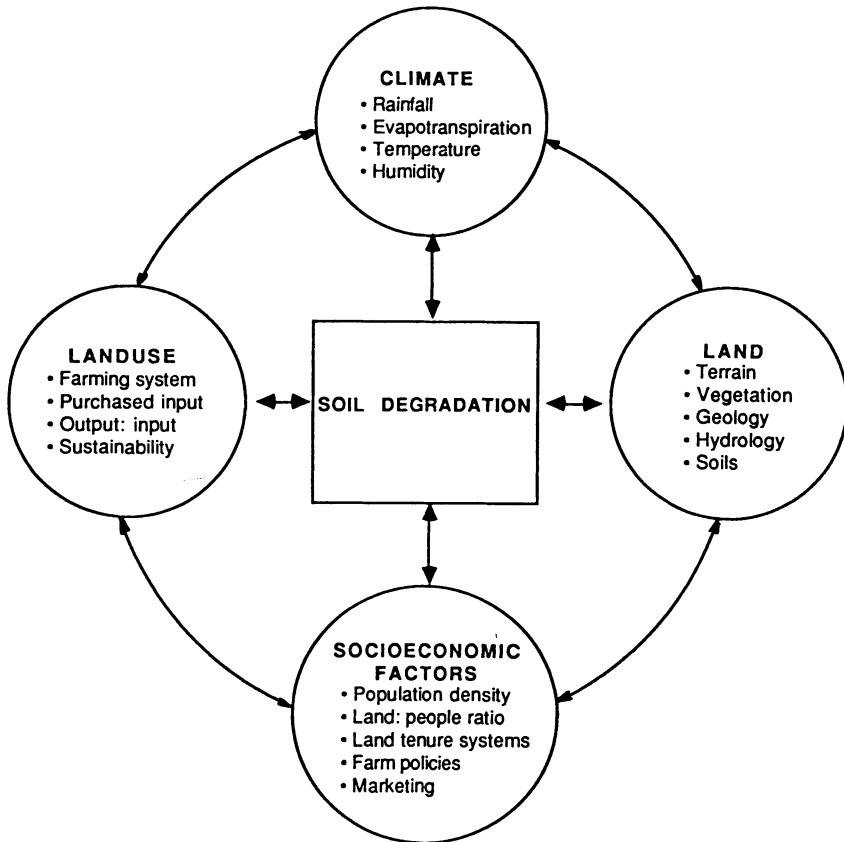 CLIMATE
• Rainfall
• Evapotranspiration
• Temperature
• Humidity
LANDUSE
• Farming system
• Purchased input
• Output: input
• Sustainability
SOIL DEGRADATION
LAND
• Terrain
• Vegetation
• Geology
• Hydrology
• Soils
SOCIOECONOMIC
FACTORS
• Population density
• Land: people ratio
• Land tenure systems
• Farm policies
• Marketing